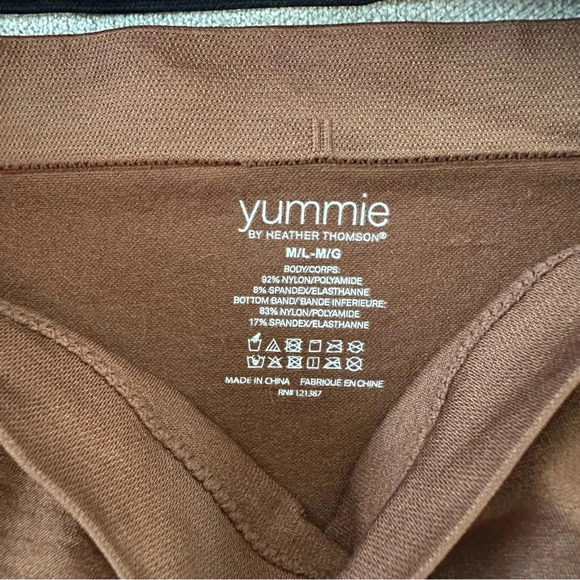 yummie
BY HEATHER THOMSON®
M/L-M/G
BODY/CORPS:
92% NYLON/POLYAMIDE
8% SPANDEX/ELASTHANNE
BOTTOM BAND/BANDE INFERIEURE:
83% NYLON/POLYAMIDE
17% SPANDEX/ELASTHANNE
MADE IN CHINA FABRIQUÉ EN CHINE
RN# 121387